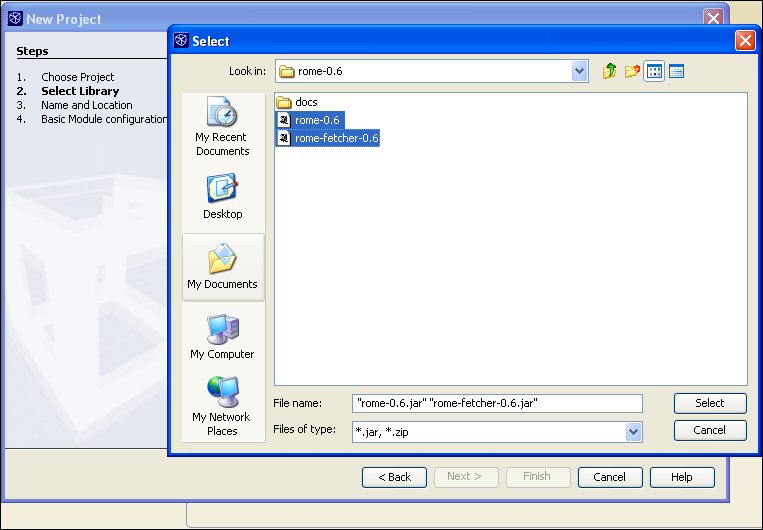 New Project
Steps
1. Choose Project
2. Select Library
3. Name and Location
4. Basic Module configuration
Select
Look in: rome-0.6
My Recent
Documents
Desktop
My Documents
My Computer
My Network
Places
docs
rome-0.6
rome-fetcher-0.6
File name: "rome-0.6.jar" "rome-fetcher-0.6.jar"
Select
Files of type: *.jar, *.zip
Cancel
< Back
Next >
Finish
Cancel
Help